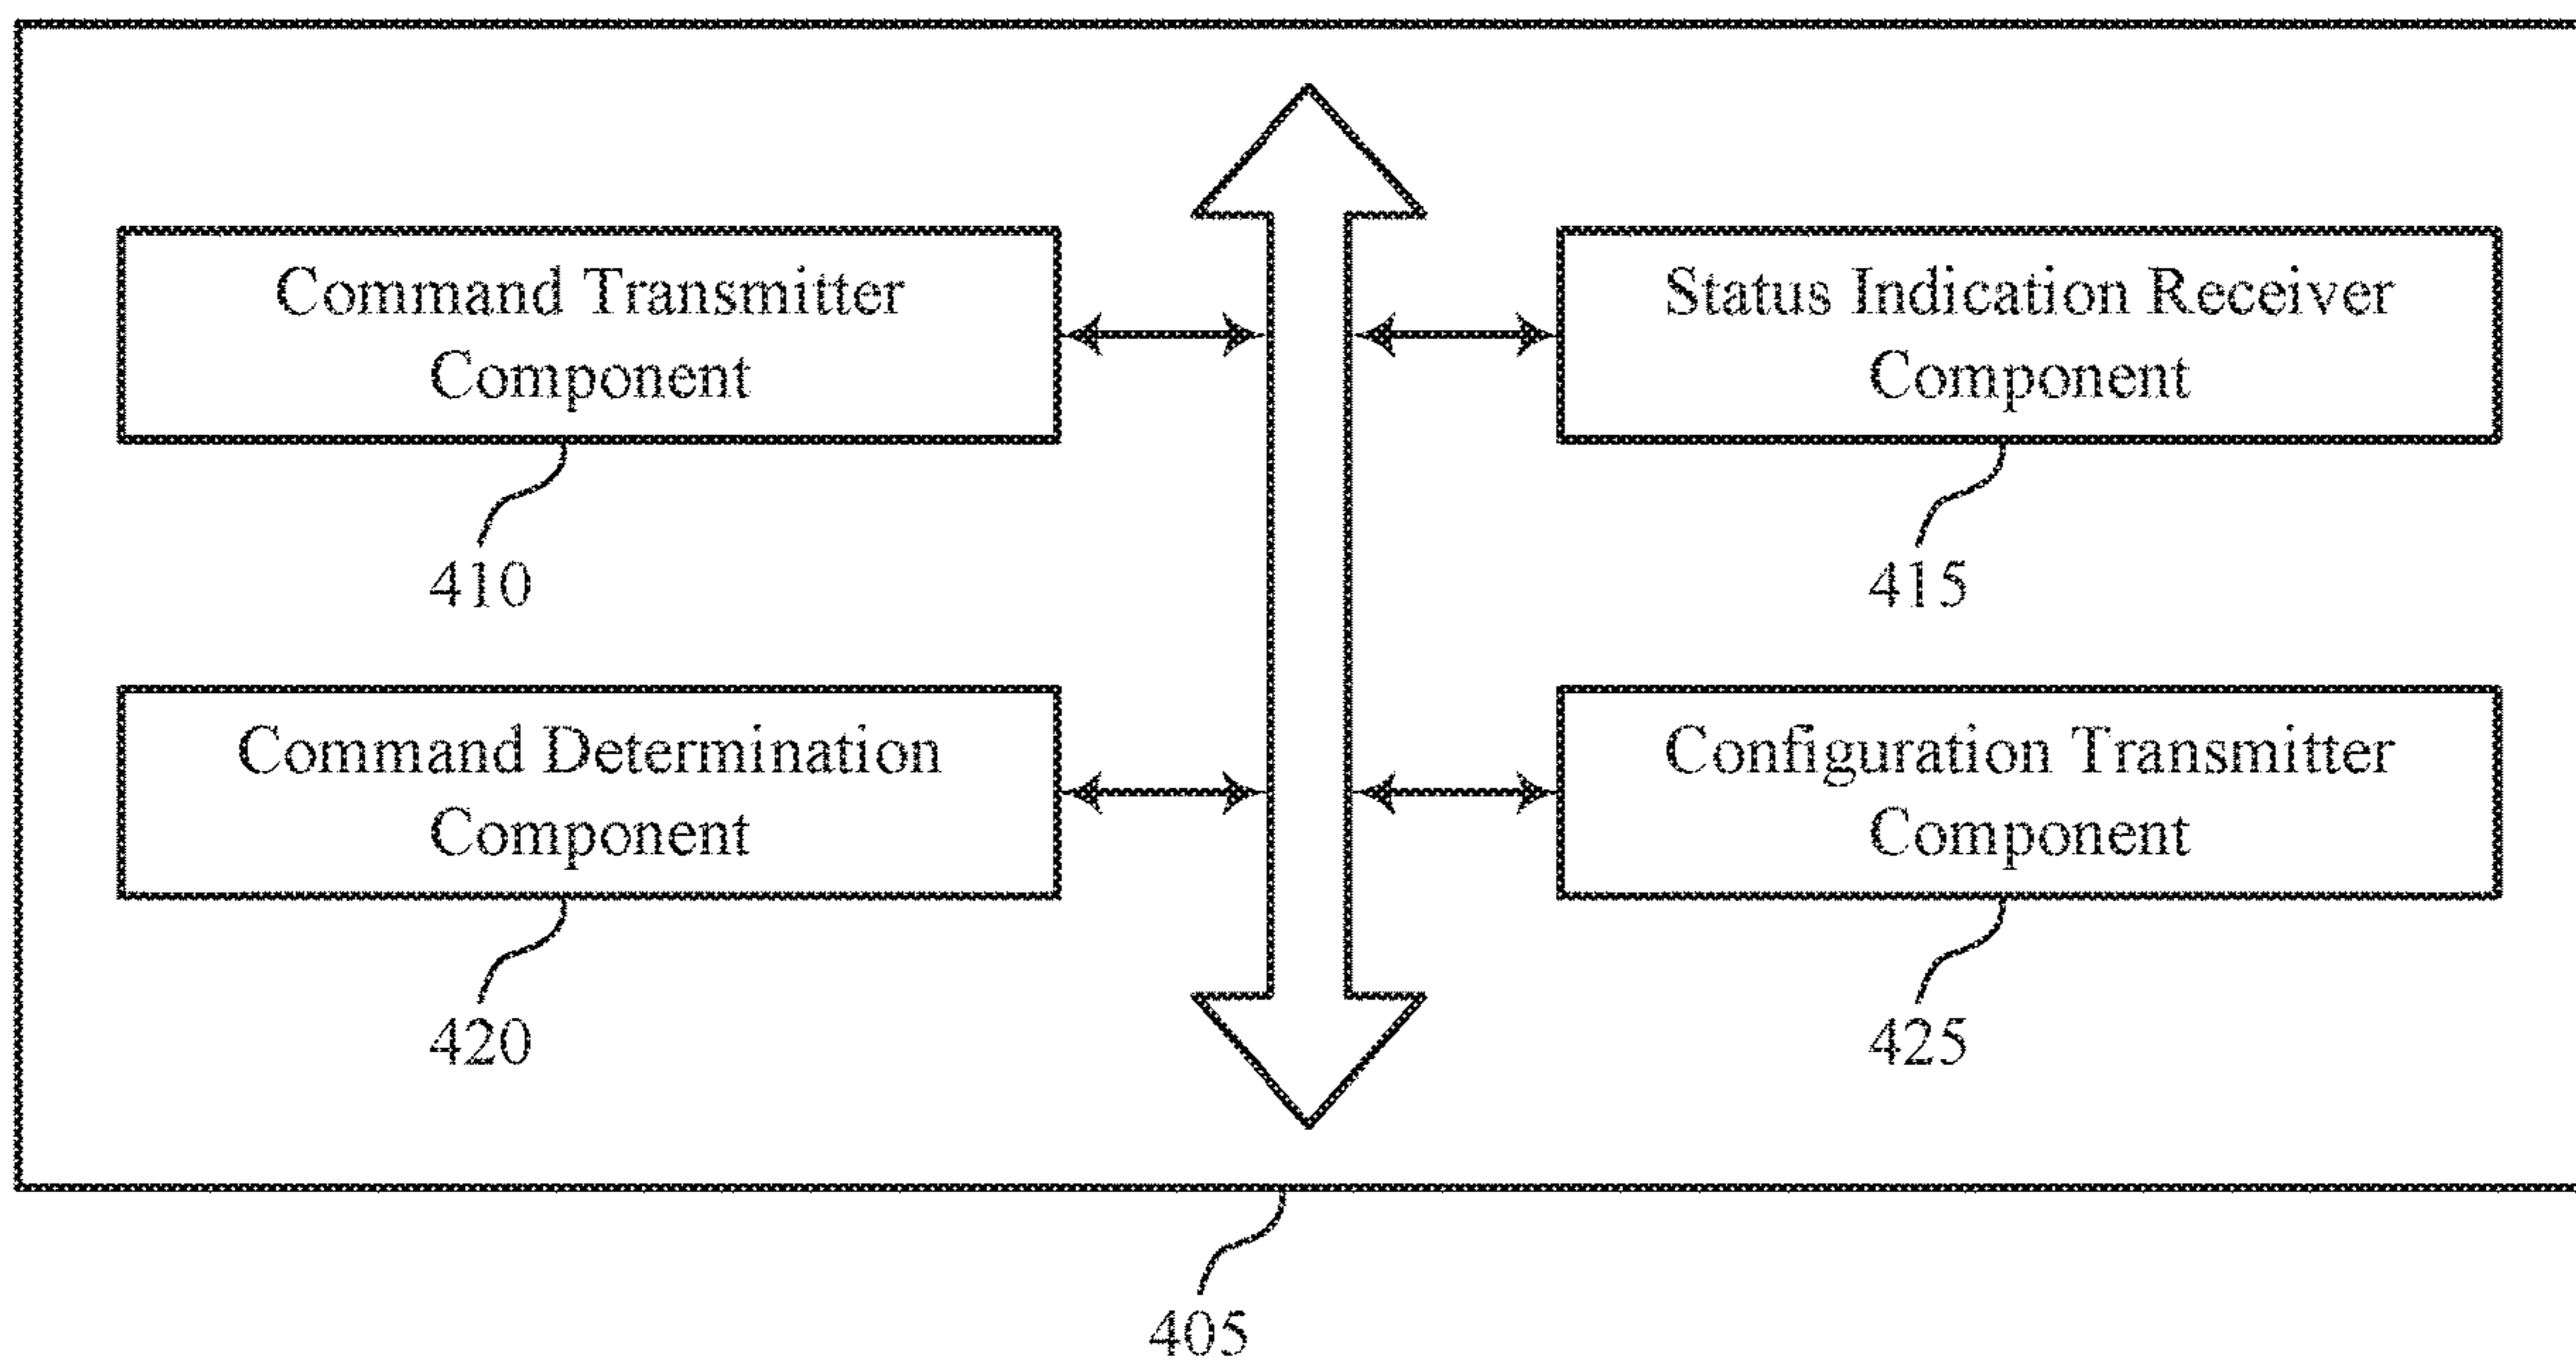 Command Transmitter
Component
410
Status Indication Receiver
Component
415
Command Determination
Component
420
Configuration Transmitter
Component
425
405